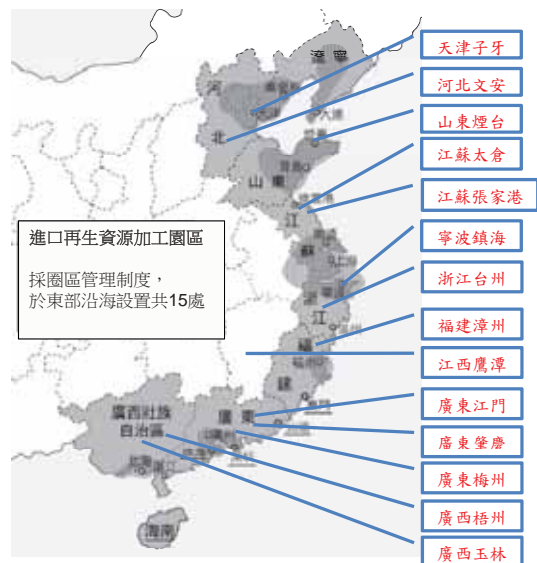 天津子牙
河北文安
山東煙台
江蘇太倉
江蘇張家港
寧波鎮海
浙江台州
福建漳州
江西鷹潭
廣東江門
廣東肇慶
廣東梅州
廣西梧州
廣西玉林
進口再生資源加工園區
採圈區管理制度，
於東部沿海設置共15處
遼寧
河
北
山東
江
蘇
浙
江
福
建
廣東
廣西壯族
自治區
海南